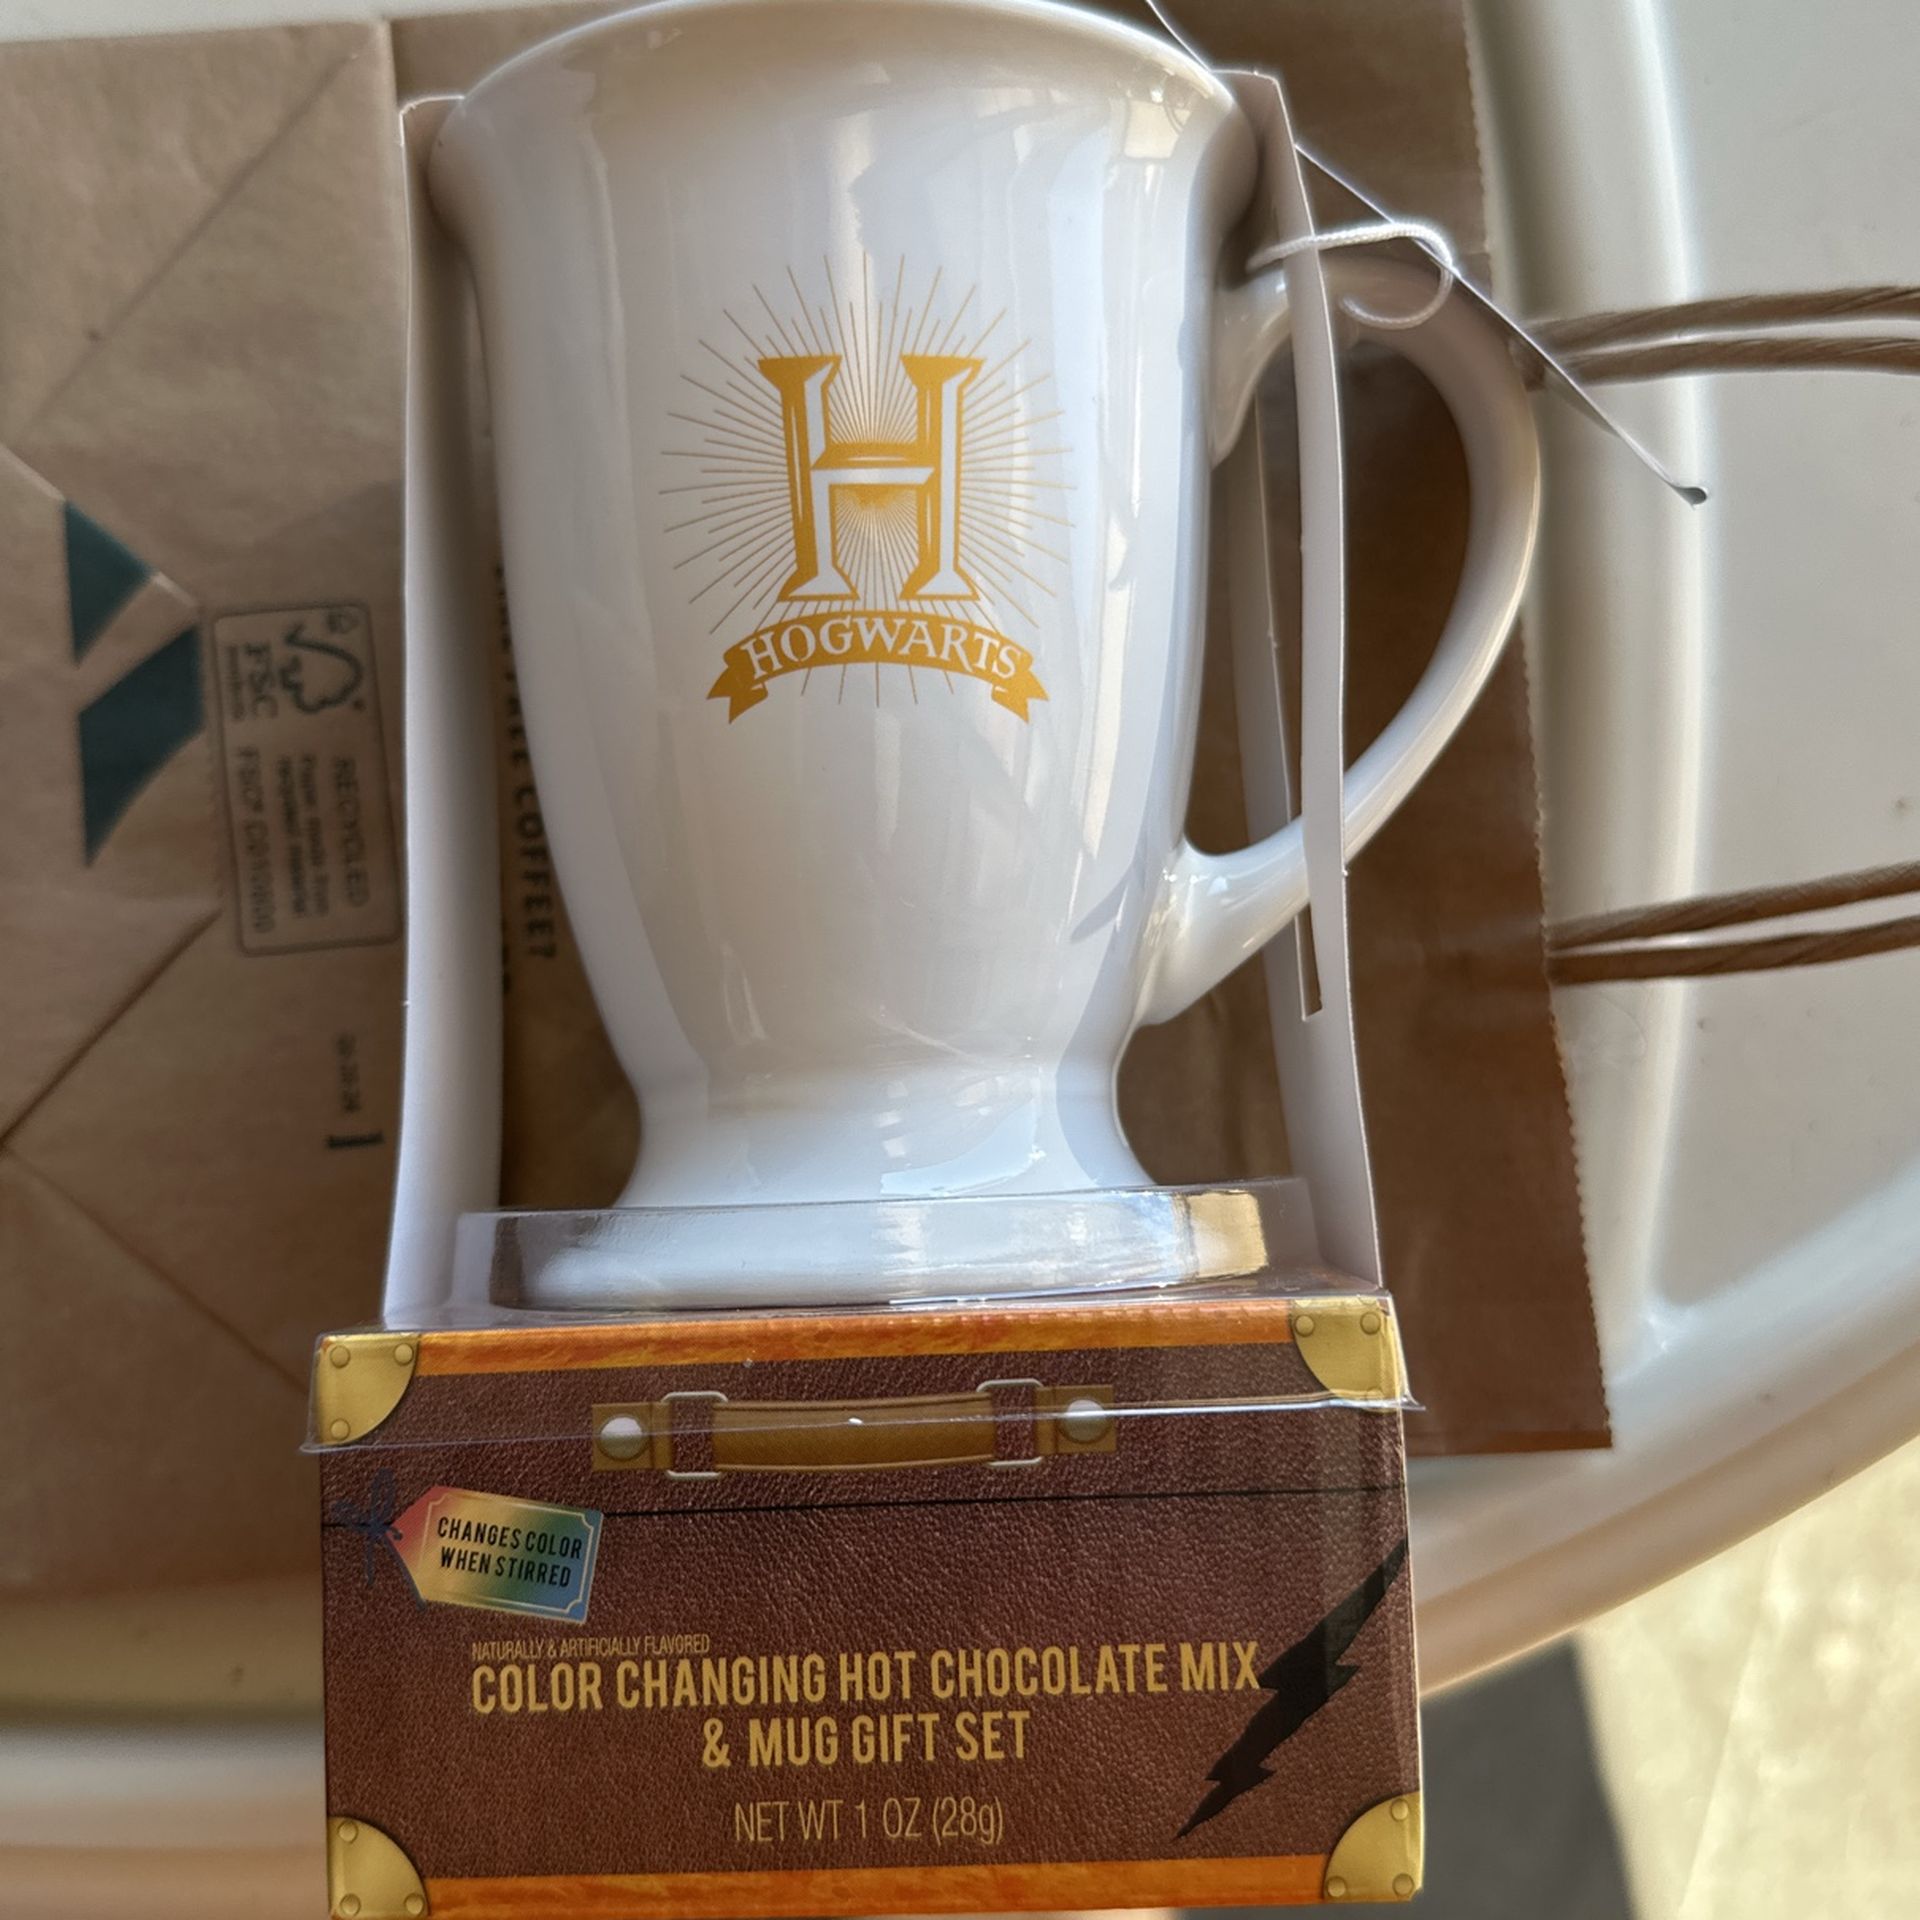 H
HOGWARTS
CHANGES COLOR
WHEN STIRRED
NATURALLY & ARTIFICIALLY FLAVORED
COLOR CHANGING HOT CHOCOLATE MIX
& MUG GIFT SET
NET WT 1 OZ (28g)
FSC
RECYCLED
COFFEE?